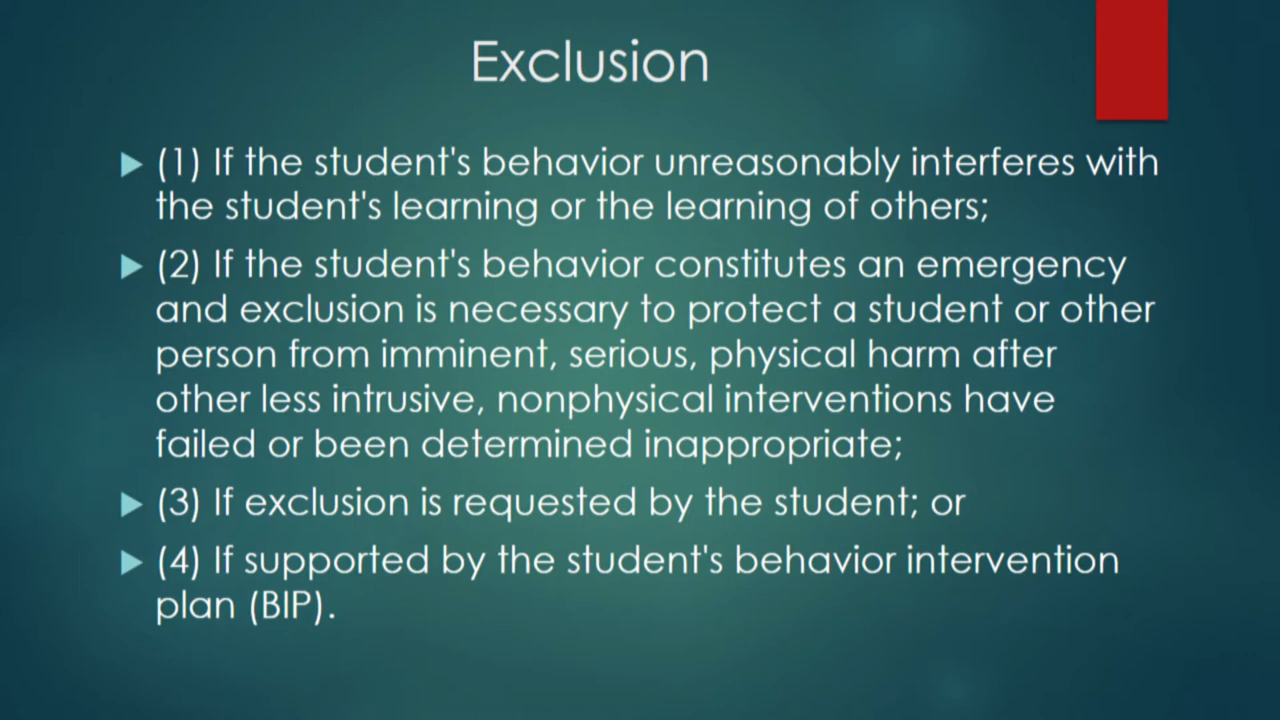 Exclusion
(1) If the student's behavior unreasonably interferes with
the student's learning or the learning of others;
(2) If the student's behavior constitutes an emergency
and exclusion is necessary to protect a student or other
person from imminent, serious, physical harm after
other less intrusive, nonphysical interventions have
failed or been determined inappropriate;
(3) If exclusion is requested by the student; or
(4) If supported by the student's behavior intervention
plan (BIP).